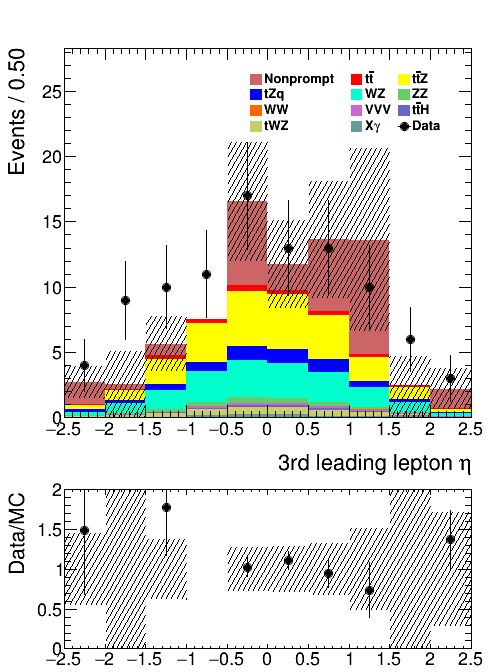 Events / 0.50
Nonprompt tt̄ tt̄Z
tZq WZ ZZ
WW VVV tt̄H
tWZ Xγ Data
25
20
15
10
5
0
−2.5 −2 −1.5 −1 −0.5 0 0.5 1 1.5 2 2.5
3rd leading lepton η
Data/MC
2
1.5
1
0.5
0
−2.5 −2 −1.5 −1 −0.5 0 0.5 1 1.5 2 2.5